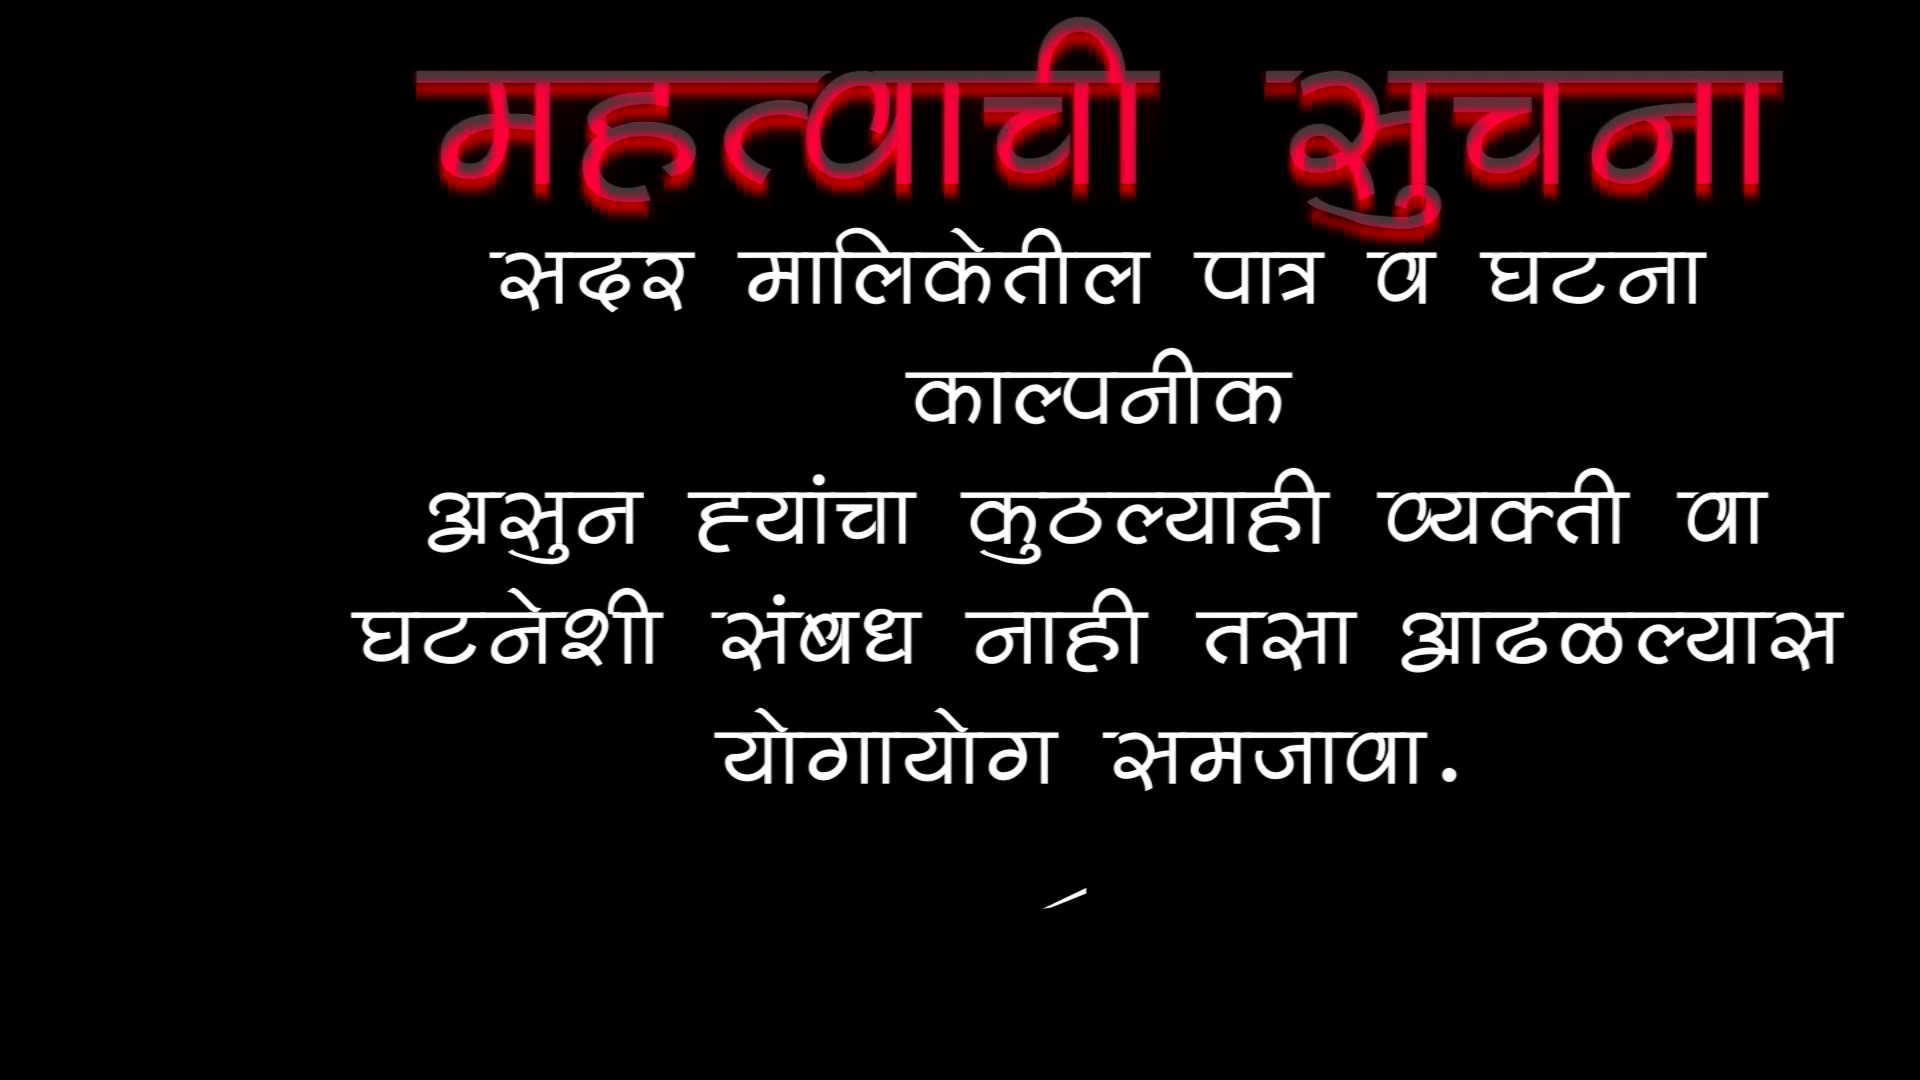 महत्वाची सुचना
सदर मालिकेतील पात्र व घटना
काल्पनीक
असुन ह्यांचा कुठल्याही व्यक्ती वा
घटनेशी संबध नाही तसा आढळल्यास
योगायोग समजावा.